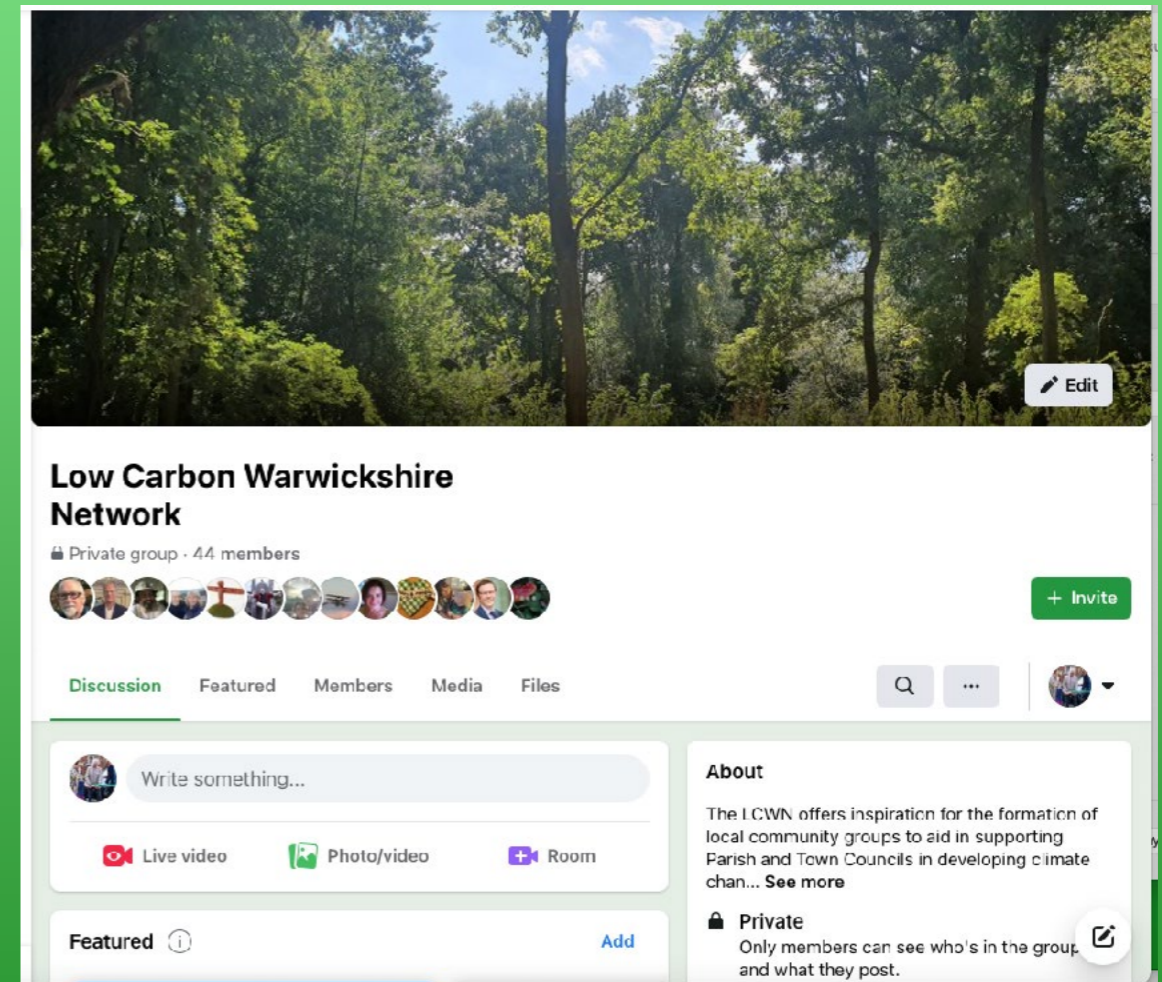 Edit
Low Carbon Warwickshire
Network
Private group · 44 members
+ Invite
Discussion Featured Members Media Files
Write something...
Live video Photo/video Room
Featured Add
About
The LCWN offers inspiration for the formation of
local community groups to aid in supporting
Parish and Town Councils in developing climate
chan... See more
Private
Only members can see who's in the group
and what they post.